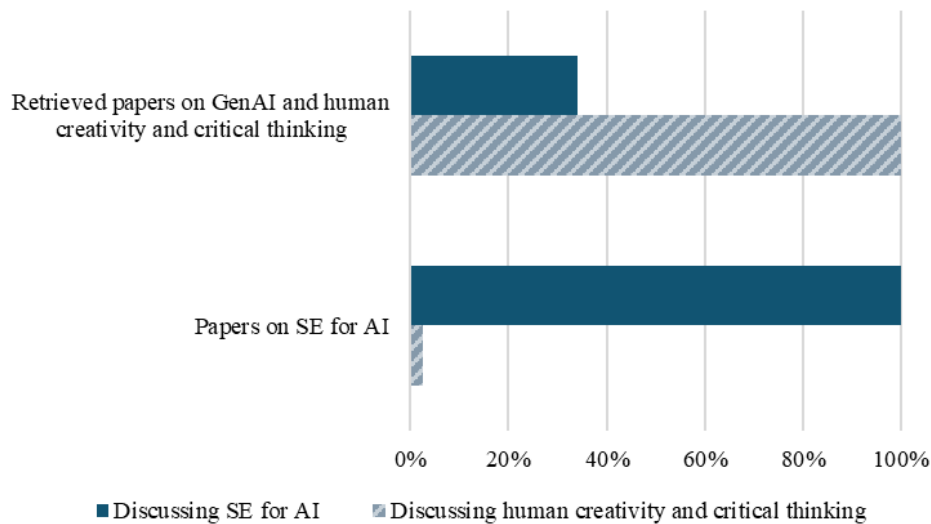 Retrieved papers on GenAI and human
creativity and critical thinking
Papers on SE for AI
0% 20% 40% 60% 80% 100%
Discussing SE for AI Discussing human creativity and critical thinking